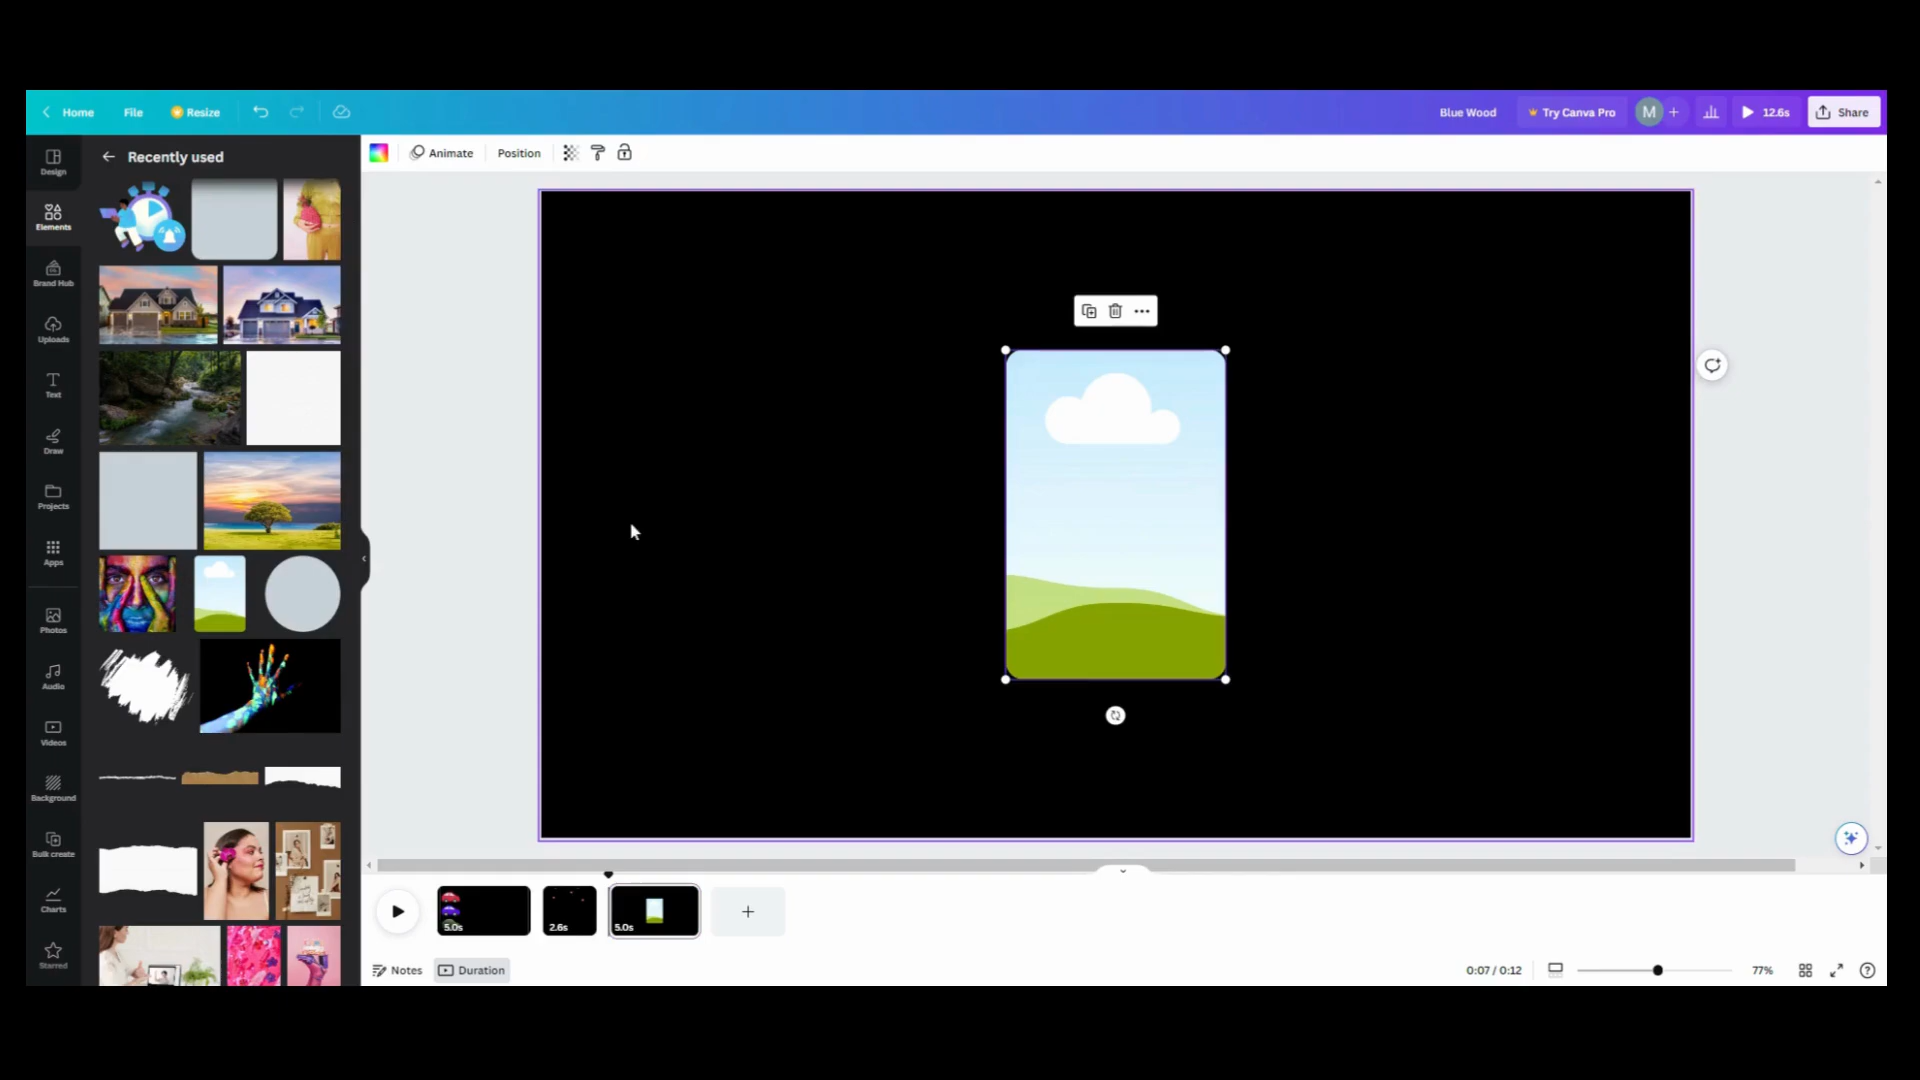 Home File Resize Blue Wood Try Canva Pro M + 12.6s Share
Design
Recently used
Animate Position
Elements
Brand Hub
Uploads
Text
Draw
Projects
Apps
Photos
Audio
Videos
Background
Bulk create
Charts
Starred
5.0s 2.6s 5.0s
Notes Duration 0:07 / 0:12 77%